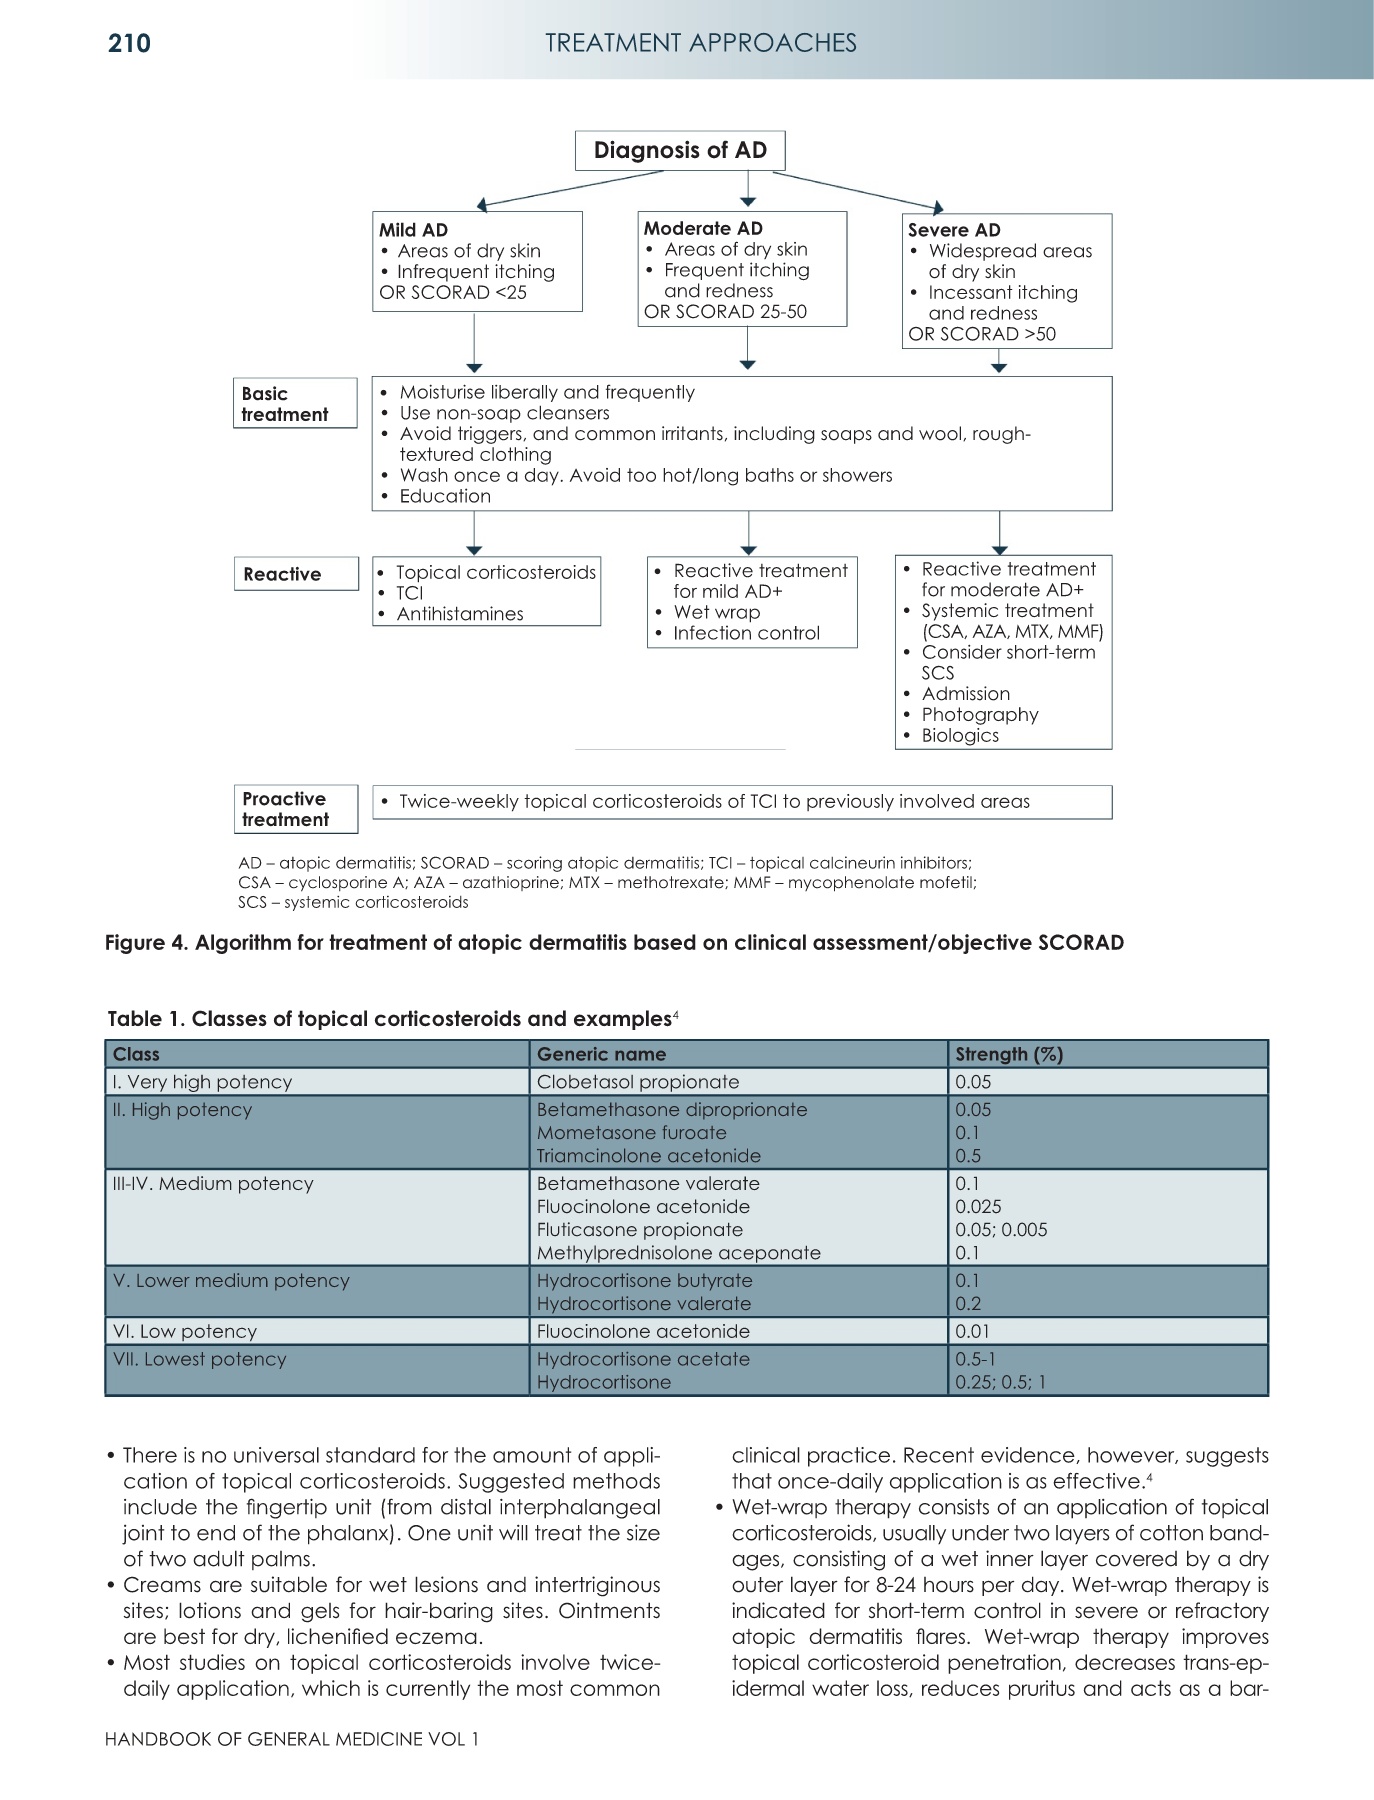 210
TREATMENT APPROACHES
Diagnosis of AD
Mild AD
• Areas of dry skin
• Infrequent itching
OR SCORAD <25
Moderate AD
• Areas of dry skin
• Frequent itching
and redness
OR SCORAD 25-50
Severe AD
• Widespread areas
of dry skin
• Incessant itching
and redness
OR SCORAD >50
Basic
treatment
• Moisturise liberally and frequently
• Use non-soap cleansers
• Avoid triggers, and common irritants, including soaps and wool, rough-
textured clothing
• Wash once a day. Avoid too hot/long baths or showers
• Education
Reactive
• Topical corticosteroids
• TCI
• Antihistamines
• Reactive treatment
for mild AD+
• Wet wrap
• Infection control
• Reactive treatment
for moderate AD+
• Systemic treatment
(CSA, AZA, MTX, MMF)
• Consider short-term
SCS
• Admission
• Photography
• Biologics
Proactive
treatment
• Twice-weekly topical corticosteroids of TCI to previously involved areas
AD – atopic dermatitis; SCORAD – scoring atopic dermatitis; TCI – topical calcineurin inhibitors;
CSA – cyclosporine A; AZA – azathioprine; MTX – methotrexate; MMF – mycophenolate mofetil;
SCS – systemic corticosteroids
Figure 4. Algorithm for treatment of atopic dermatitis based on clinical assessment/objective SCORAD
Table 1. Classes of topical corticosteroids and examples4
Class Generic name Strength (%)
I. Very high potency Clobetasol propionate 0.05
II. High potency Betamethasone diproprionate 0.05
Mometasone furoate 0.1
Triamcinolone acetonide 0.5
III-IV. Medium potency Betamethasone valerate 0.1
Fluocinolone acetonide 0.025
Fluticasone propionate 0.05; 0.005
Methylprednisolone aceponate 0.1
V. Lower medium potency Hydrocortisone butyrate 0.1
Hydrocortisone valerate 0.2
VI. Low potency Fluocinolone acetonide 0.01
VII. Lowest potency Hydrocortisone acetate 0.5-1
Hydrocortisone 0.25; 0.5; 1
• There is no universal standard for the amount of appli-
cation of topical corticosteroids. Suggested methods
include the fingertip unit (from distal interphalangeal
joint to end of the phalanx). One unit will treat the size
of two adult palms.
• Creams are suitable for wet lesions and intertriginous
sites; lotions and gels for hair-baring sites. Ointments
are best for dry, lichenified eczema.
• Most studies on topical corticosteroids involve twice-
daily application, which is currently the most common
clinical practice. Recent evidence, however, suggests
that once-daily application is as effective.4
• Wet-wrap therapy consists of an application of topical
corticosteroids, usually under two layers of cotton band-
ages, consisting of a wet inner layer covered by a dry
outer layer for 8-24 hours per day. Wet-wrap therapy is
indicated for short-term control in severe or refractory
atopic dermatitis flares. Wet-wrap therapy improves
topical corticosteroid penetration, decreases trans-ep-
idermal water loss, reduces pruritus and acts as a bar-
HANDBOOK OF GENERAL MEDICINE VOL 1